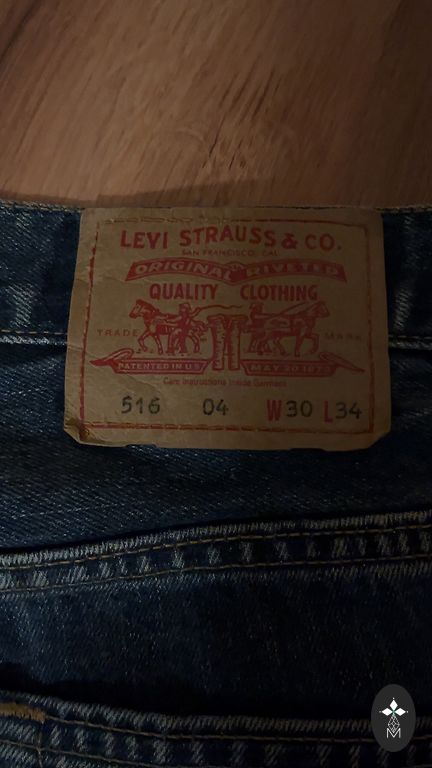 LEVI STRAUSS & CO.
SAN FRANCISCO, CAL.
ORIGINAL RIVETED
QUALITY CLOTHING
TRADE MARK
PATENTED IN U.S. MAY 20 1873
Care Instructions Inside Garment
516 04 W30 L34
M